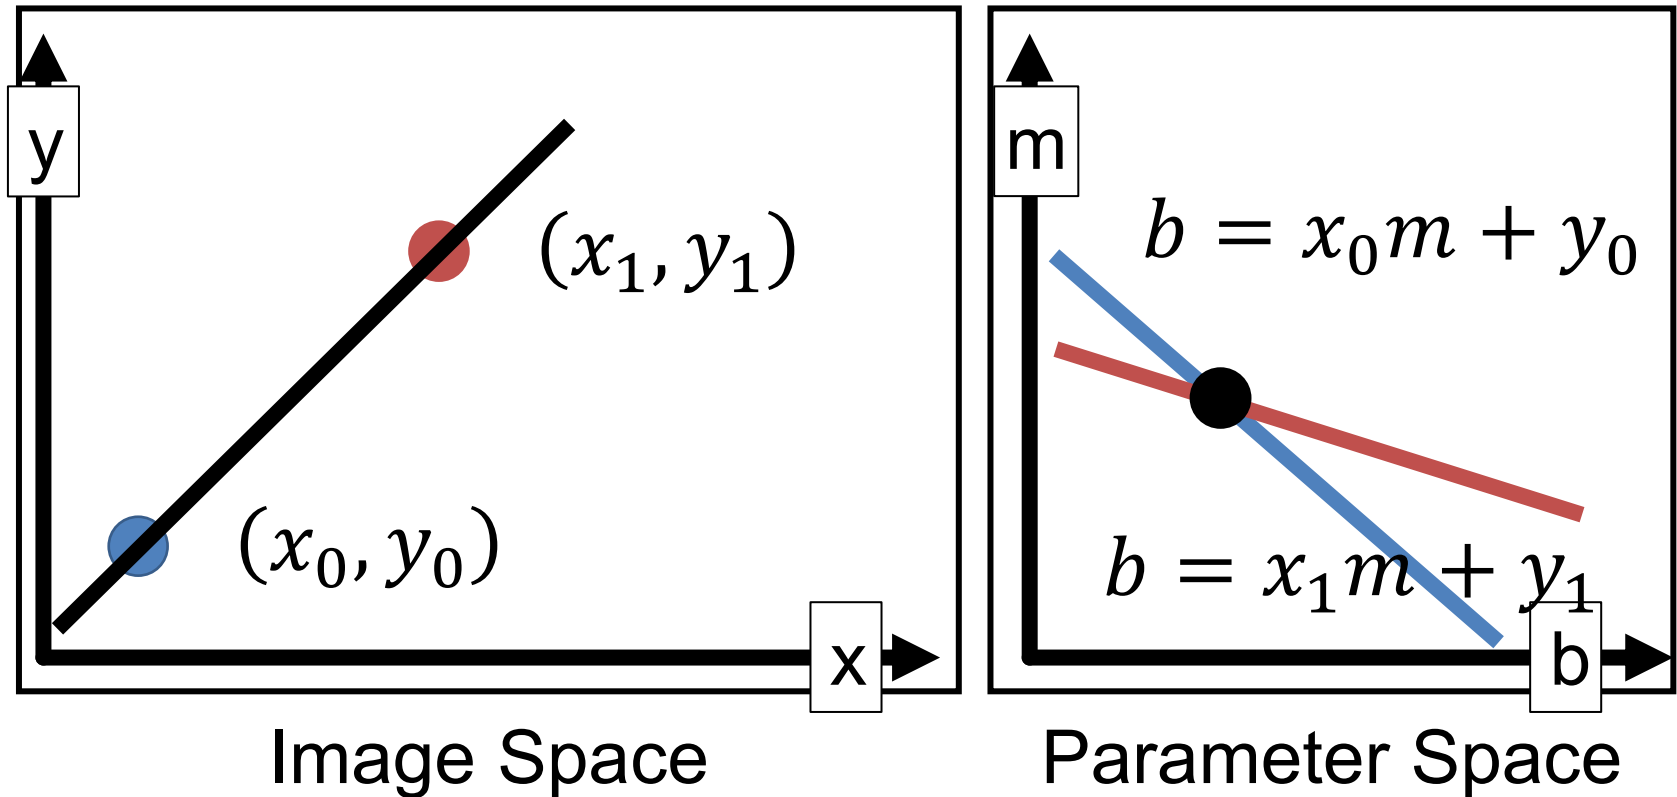 y
(x₁, y₁)
(x₀, y₀)
x
Image Space
m
b = x₀m + y₀
b = x₁m + y₁
b
Parameter Space